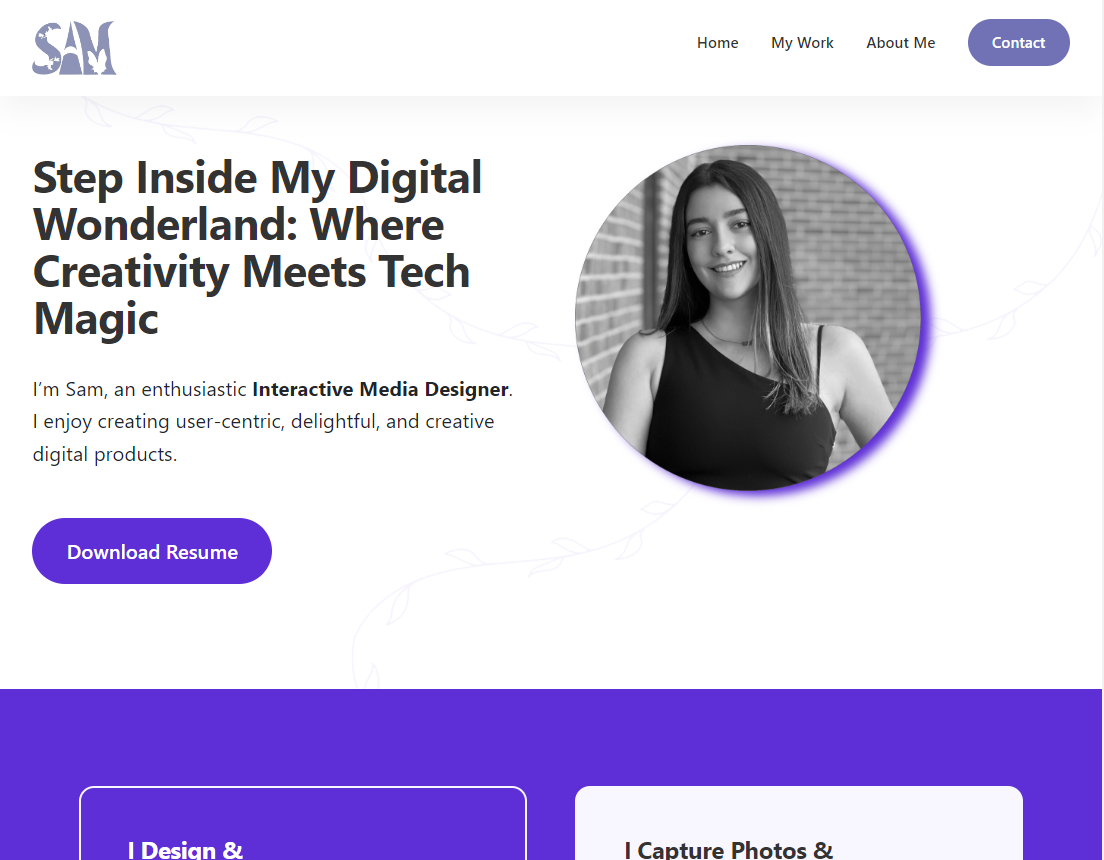 SAM
Home
My Work
About Me
Contact
Step Inside My Digital
Wonderland: Where
Creativity Meets Tech
Magic
I’m Sam, an enthusiastic Interactive Media Designer.
I enjoy creating user-centric, delightful, and creative
digital products.
Download Resume
I Design &
I Capture Photos &